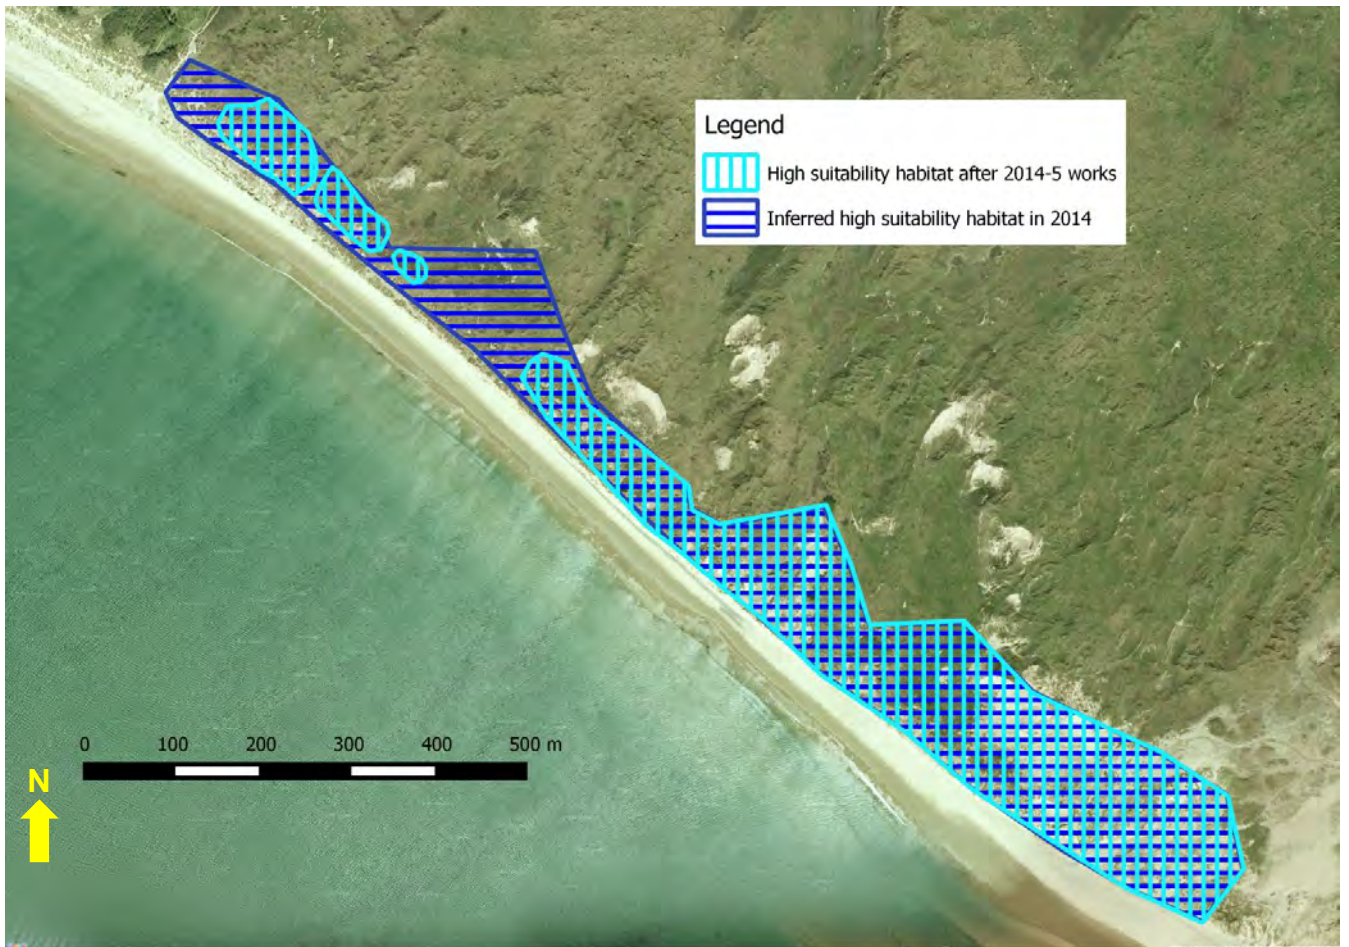 Legend
High suitability habitat after 2014-5 works
Inferred high suitability habitat in 2014
0 100 200 300 400 500 m
N